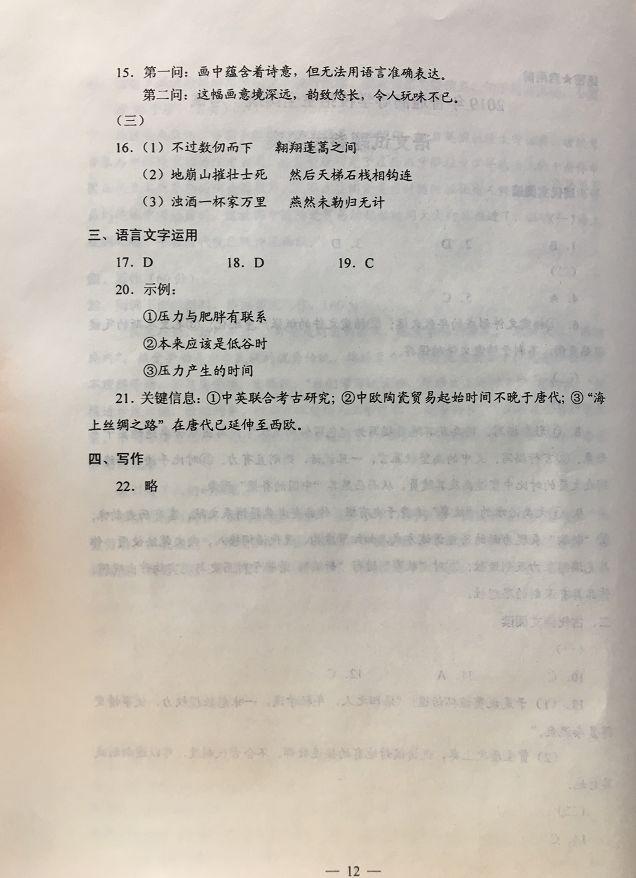 15. 第一问：画中蕴含着诗意，但无法用语言准确表达。
第二问：这幅画意境深远，韵致悠长，令人玩味不已。
（三）
16.（1）不过数仞而下 翱翔蓬蒿之间
（2）地崩山摧壮士死 然后天梯石栈相钩连
（3）浊酒一杯家万里 燕然未勒归无计
三、语言文字运用
17. D 18. D 19. C
20. 示例：
①压力与肥胖有联系
②本来应该是低谷时
③压力产生的时间
21. 关键信息：①中英联合考古研究；②中欧陶瓷贸易起始时间不晚于唐代；③“海
上丝绸之路”在唐代已延伸至西欧。
四、写作
22. 略
— 12 —